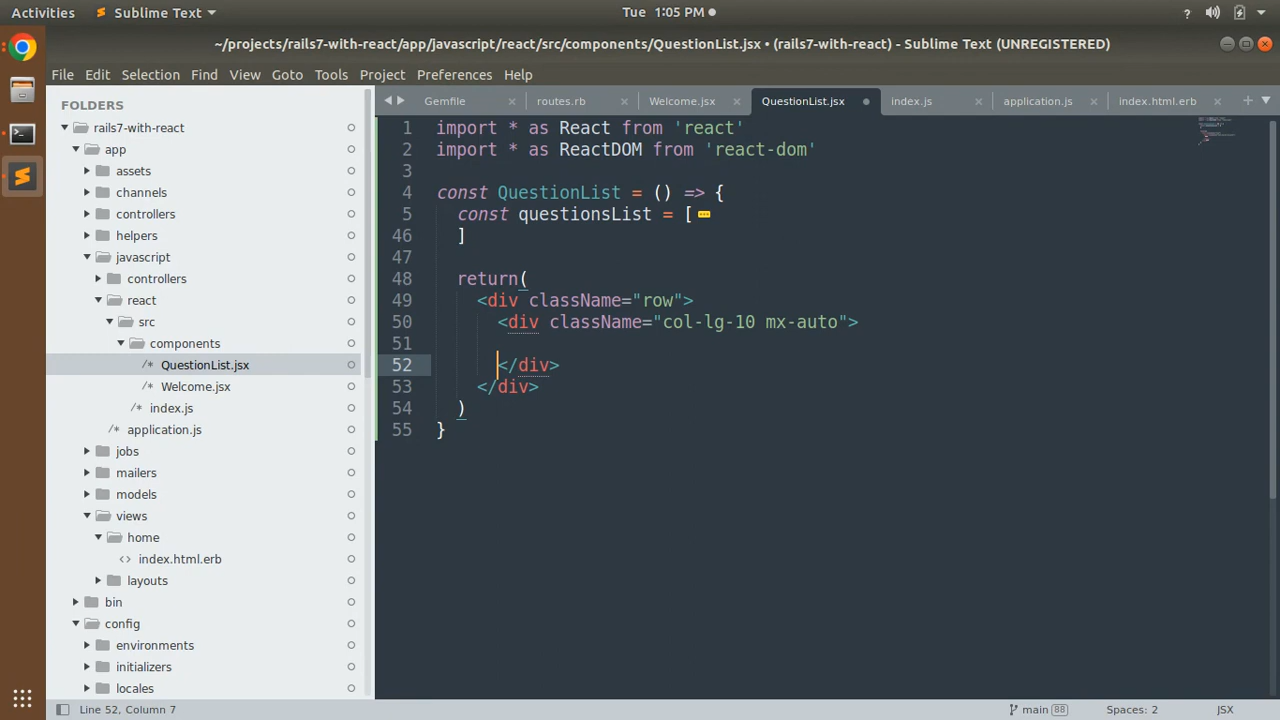 Activities Sublime Text Tue 1:05 PM ?
~/projects/rails7-with-react/app/javascript/react/src/components/QuestionList.jsx • (rails7-with-react) - Sublime Text (UNREGISTERED)
File Edit Selection Find View Goto Tools Project Preferences Help
FOLDERS
rails7-with-react
app
assets
channels
controllers
helpers
javascript
controllers
react
src
components
/* QuestionList.jsx
/* Welcome.jsx
/* index.js
/* application.js
jobs
mailers
models
views
home
<> index.html.erb
layouts
bin
config
environments
initializers
locales
Gemfile × routes.rb × Welcome.jsx × QuestionList.jsx • index.js × application.js × index.html.erb × +
1 import * as React from 'react'
2 import * as ReactDOM from 'react-dom'
3
4 const QuestionList = () => {
5 const questionsList = [
46 ]
47
48 return(
49 <div className="row">
50 <div className="col-lg-10 mx-auto">
51
52 </div>
53 </div>
54 )
55 }
Line 52, Column 7 main 88 Spaces: 2 JSX